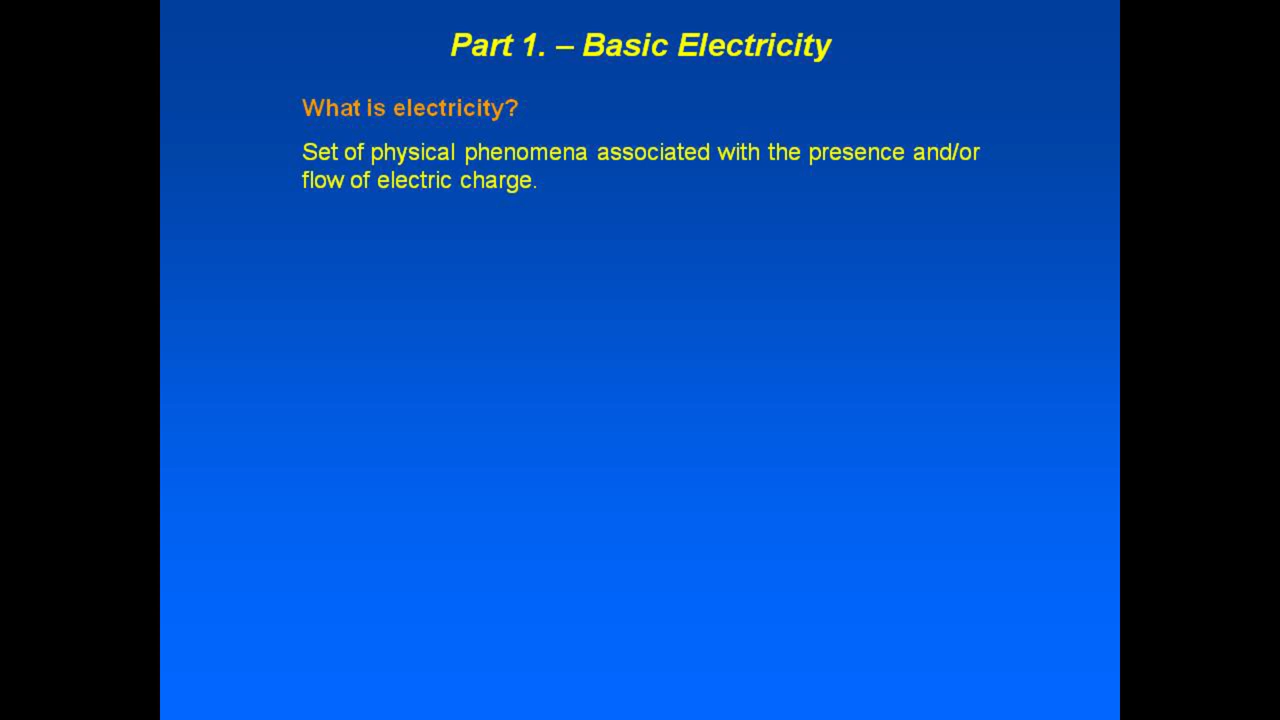 Part 1. – Basic Electricity
What is electricity?
Set of physical phenomena associated with the presence and/or
flow of electric charge.